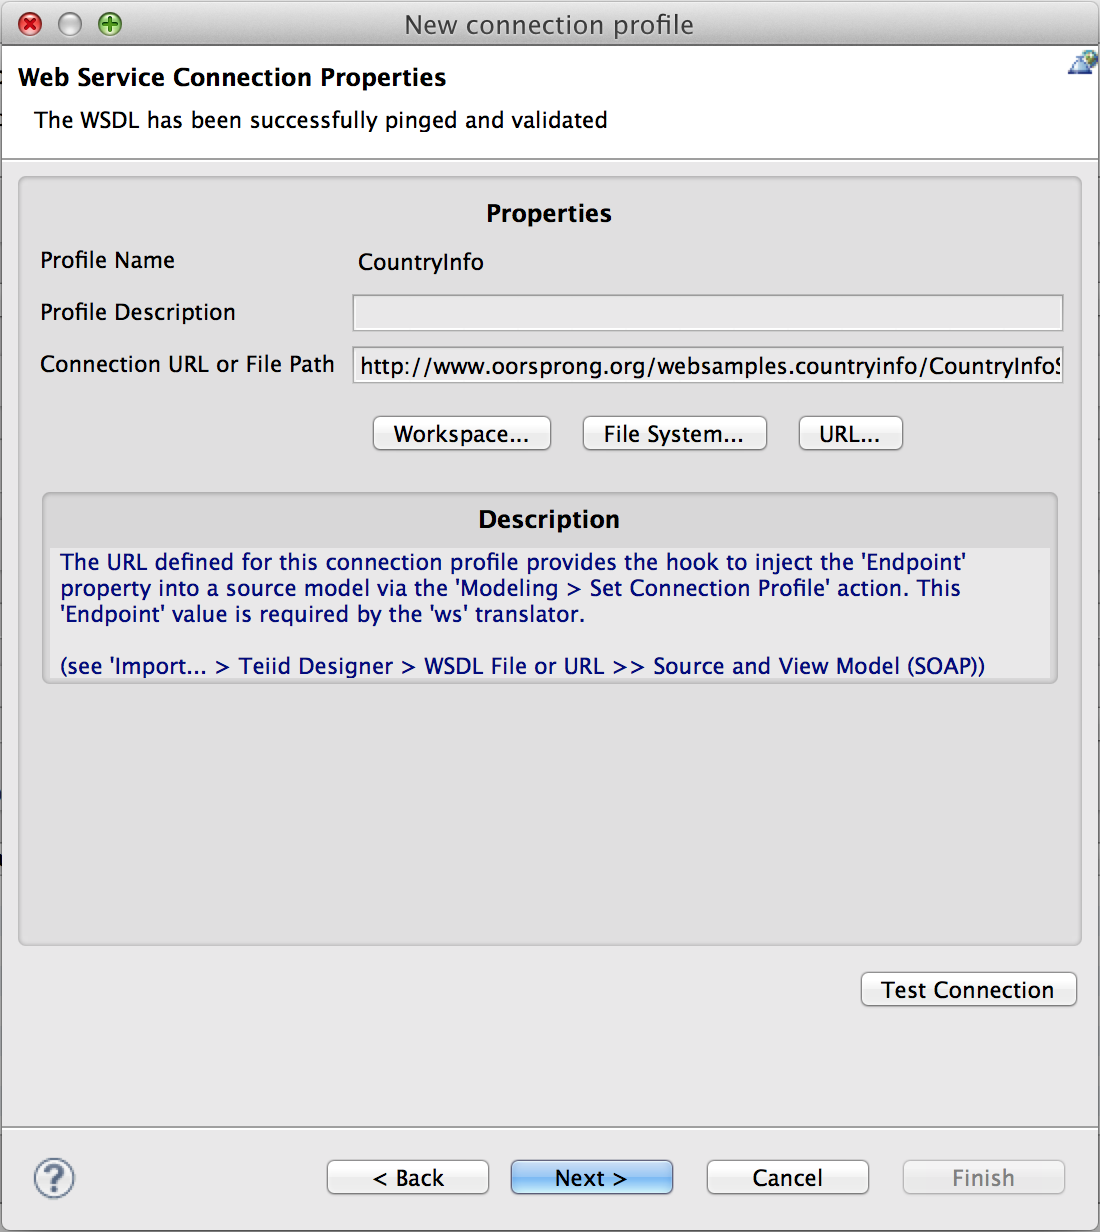 New connection profile
Web Service Connection Properties
The WSDL has been successfully pinged and validated
Properties
Profile Name CountryInfo
Profile Description
Connection URL or File Path http://www.oorsprong.org/websamples.countryinfo/CountryInfoS
Workspace... File System... URL...
Description
The URL defined for this connection profile provides the hook to inject the 'Endpoint'
property into a source model via the 'Modeling > Set Connection Profile' action. This
'Endpoint' value is required by the 'ws' translator.
(see 'Import... > Teiid Designer > WSDL File or URL >> Source and View Model (SOAP))
Test Connection
? < Back Next > Cancel Finish